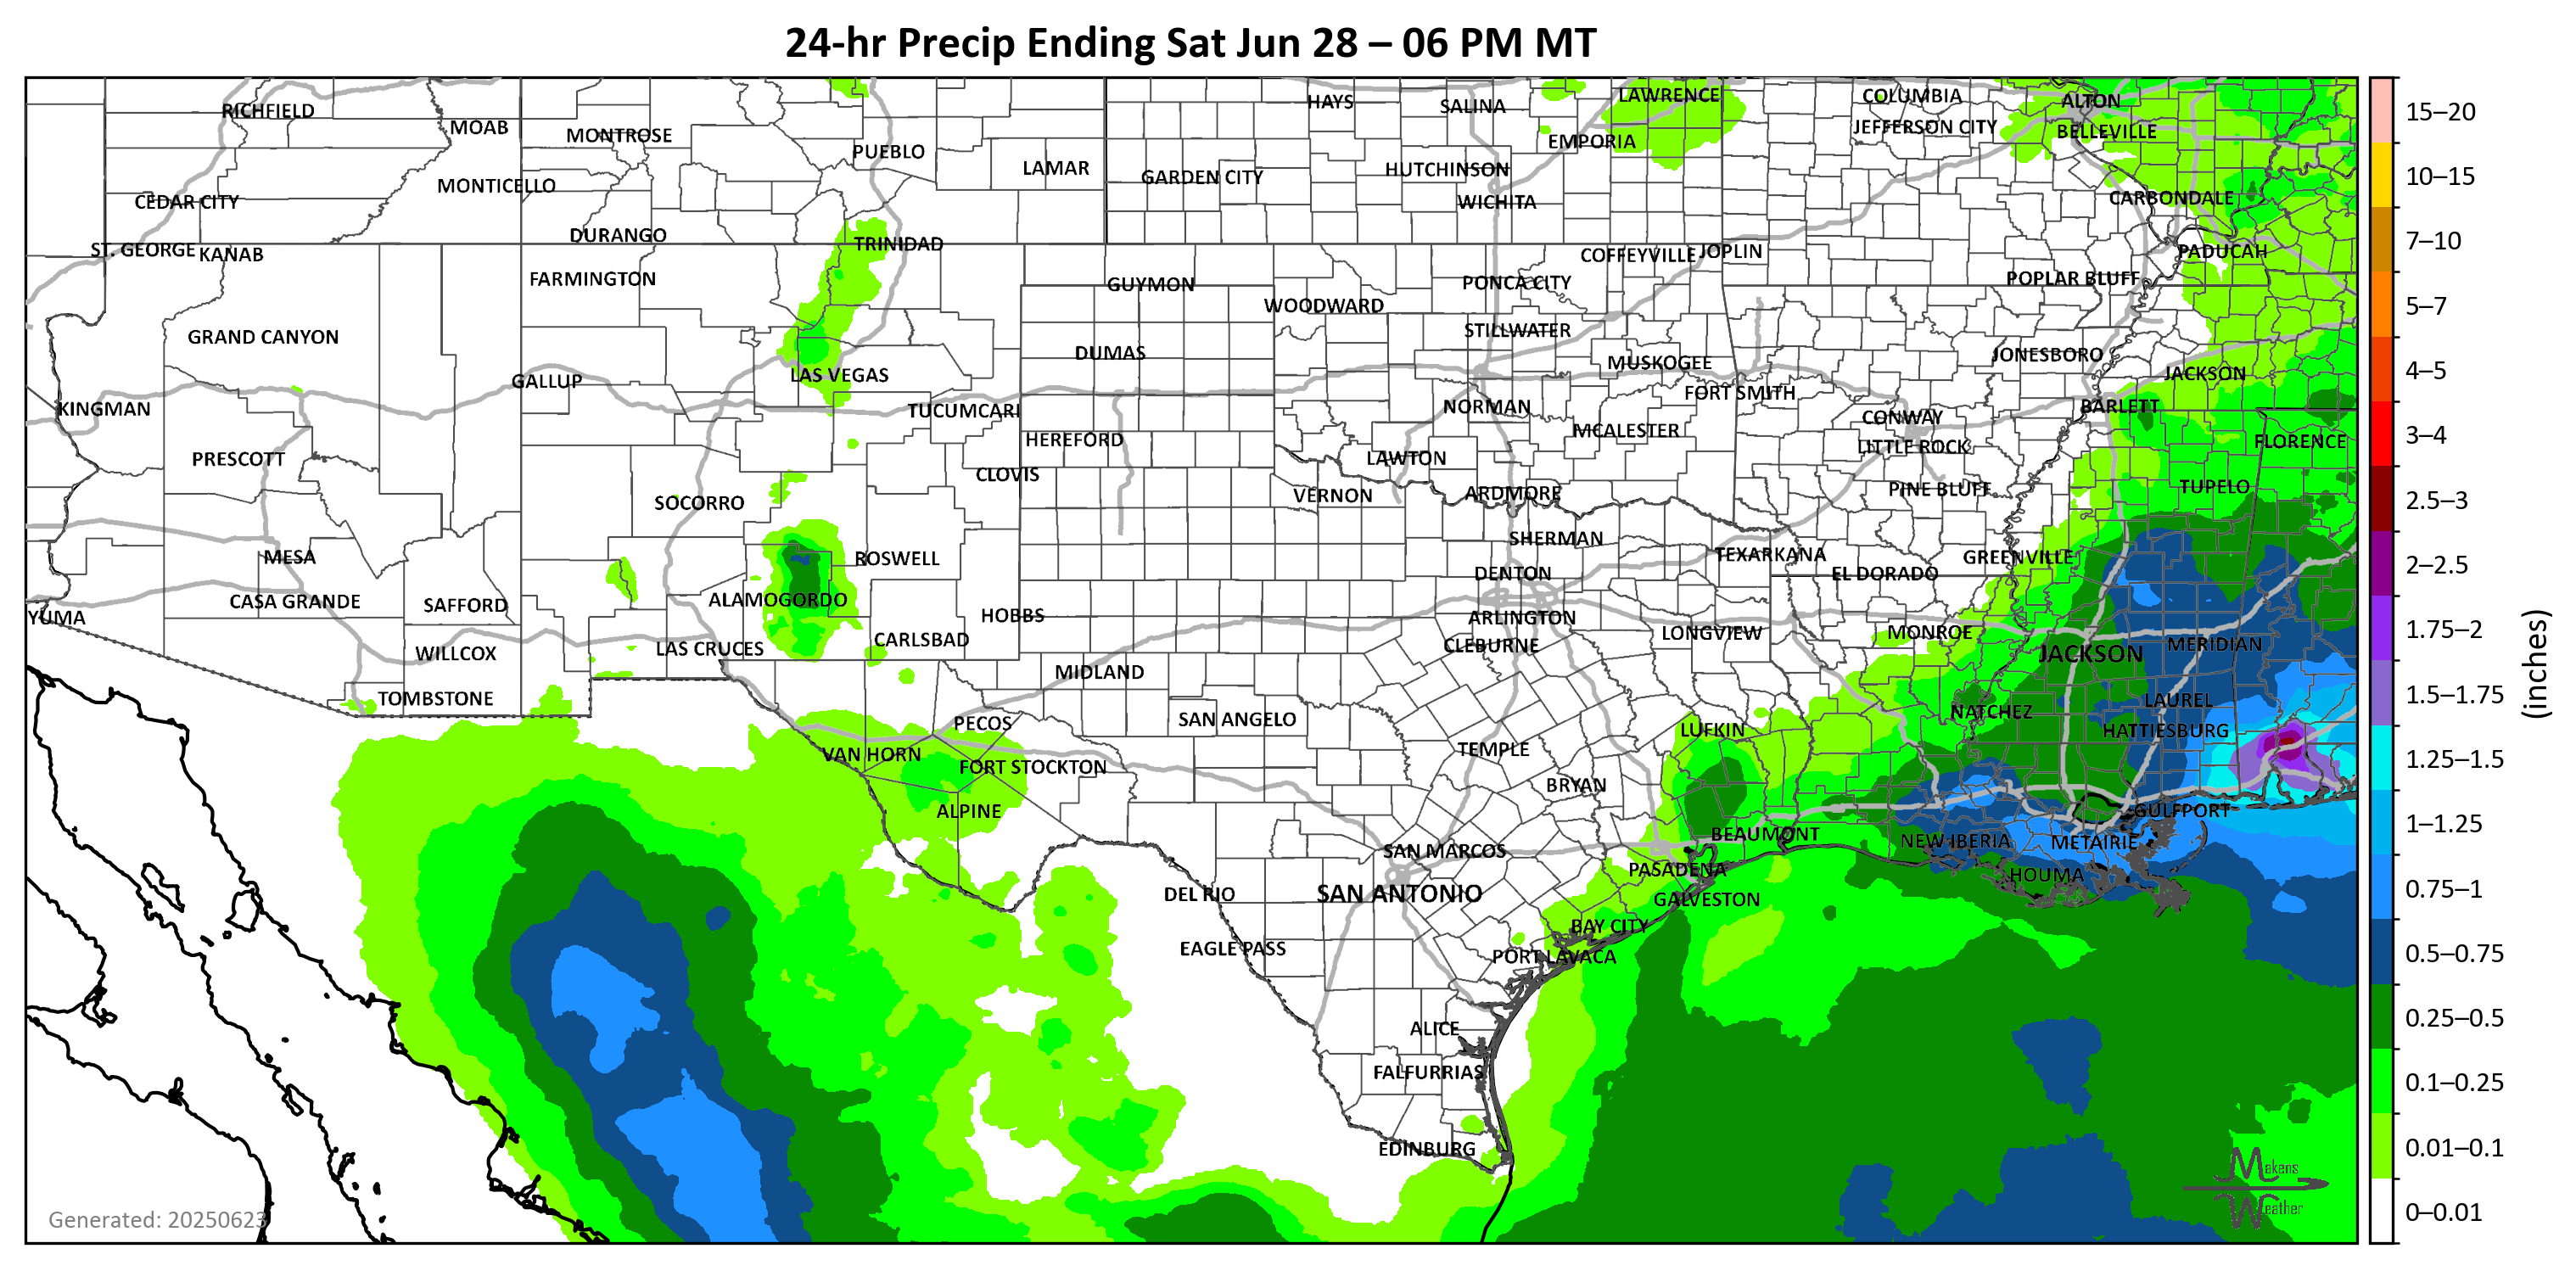 24-hr Precip Ending Sat Jun 28 – 06 PM MT
RICHFIELD
MOAB
MONTROSE
PUEBLO
LAMAR
HAYS
SALINA
LAWRENCE
COLUMBIA
ALTON
JEFFERSON CITY
BELLEVILLE
EMPORIA
HUTCHINSON
GARDEN CITY
MONTICELLO
CEDAR CITY
WICHITA
CARBONDALE
DURANGO
TRINIDAD
ST. GEORGE
KANAB
COFFEYVILLE
JOPLIN
PADUCAH
FARMINGTON
GUYMON
PONCA CITY
POPLAR BLUFF
WOODWARD
GRAND CANYON
STILLWATER
DUMAS
JONESBORO
MUSKOGEE
LAS VEGAS
JACKSON
GALLUP
FORT SMITH
KINGMAN
TUCUMCARI
NORMAN
BARLETT
CONWAY
MCALESTER
HEREFORD
LITTLE ROCK
FLORENCE
PRESCOTT
LAWTON
CLOVIS
TUPELO
SOCORRO
VERNON
ARDMORE
PINE BLUFF
SHERMAN
MESA
ROSWELL
TEXARKANA
GREENVILLE
DENTON
EL DORADO
CASA GRANDE
SAFFORD
ALAMOGORDO
YUMA
HOBBS
ARLINGTON
LAS CRUCES
CARLSBAD
CLEBURNE
LONGVIEW
MONROE
MERIDIAN
WILLCOX
JACKSON
MIDLAND
TOMBSTONE
LAUREL
PECOS
SAN ANGELO
NATCHEZ
LUFKIN
HATTIESBURG
VAN HORN
TEMPLE
FORT STOCKTON
BRYAN
ALPINE
GULFPORT
BEAUMONT
NEW IBERIA
METAIRIE
SAN MARCOS
PASADENA
HOUMA
DEL RIO
SAN ANTONIO
GALVESTON
BAY CITY
EAGLE PASS
PORT LAVACA
ALICE
FALFURRIAS
EDINBURG
Generated: 20250623
Makens
Weather
15–20
10–15
7–10
5–7
4–5
3–4
2.5–3
2–2.5
1.75–2
1.5–1.75
1.25–1.5
1–1.25
0.75–1
0.5–0.75
0.25–0.5
0.1–0.25
0.01–0.1
0–0.01
(inches)